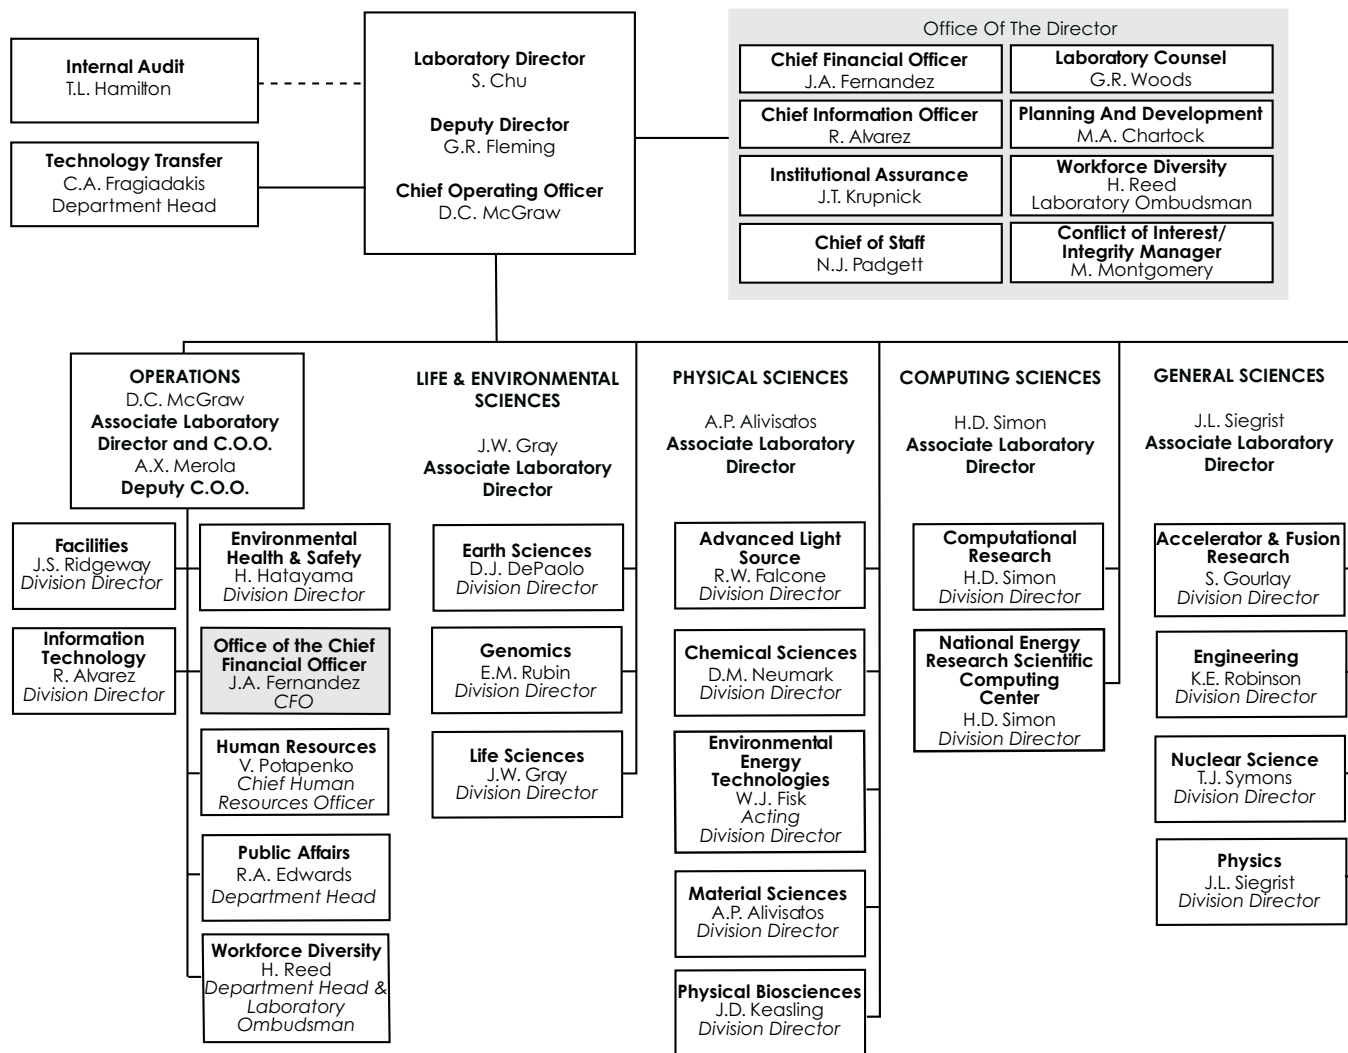 Internal Audit
T.L. Hamilton
Technology Transfer
C.A. Fragiadakis
Department Head
Laboratory Director
S. Chu
Deputy Director
G.R. Fleming
Chief Operating Officer
D.C. McGraw
Office Of The Director
Chief Financial Officer
J.A. Fernandez
Laboratory Counsel
G.R. Woods
Chief Information Officer
R. Alvarez
Planning And Development
M.A. Chartock
Institutional Assurance
J.T. Krupnick
Workforce Diversity
H. Reed
Laboratory Ombudsman
Chief of Staff
N.J. Padgett
Conflict of Interest/
Integrity Manager
M. Montgomery
OPERATIONS
D.C. McGraw
Associate Laboratory
Director and C.O.O.
A.X. Merola
Deputy C.O.O.
Facilities
J.S. Ridgeway
Division Director
Environmental
Health & Safety
H. Hatayama
Division Director
Information
Technology
R. Alvarez
Division Director
Office of the Chief
Financial Officer
J.A. Fernandez
CFO
Human Resources
V. Potapenko
Chief Human
Resources Officer
Public Affairs
R.A. Edwards
Department Head
Workforce Diversity
H. Reed
Department Head &
Laboratory
Ombudsman
LIFE & ENVIRONMENTAL
SCIENCES
J.W. Gray
Associate Laboratory
Director
Earth Sciences
D.J. DePaolo
Division Director
Genomics
E.M. Rubin
Division Director
Life Sciences
J.W. Gray
Division Director
PHYSICAL SCIENCES
A.P. Alivisatos
Associate Laboratory
Director
Advanced Light
Source
R.W. Falcone
Division Director
Chemical Sciences
D.M. Neumark
Division Director
Environmental
Energy
Technologies
W.J. Fisk
Acting
Division Director
Material Sciences
A.P. Alivisatos
Division Director
Physical Biosciences
J.D. Keasling
Division Director
COMPUTING SCIENCES
H.D. Simon
Associate Laboratory
Director
Computational
Research
H.D. Simon
Division Director
National Energy
Research Scientific
Computing
Center
H.D. Simon
Division Director
GENERAL SCIENCES
J.L. Siegrist
Associate Laboratory
Director
Accelerator & Fusion
Research
S. Gourlay
Division Director
Engineering
K.E. Robinson
Division Director
Nuclear Science
T.J. Symons
Division Director
Physics
J.L. Siegrist
Division Director